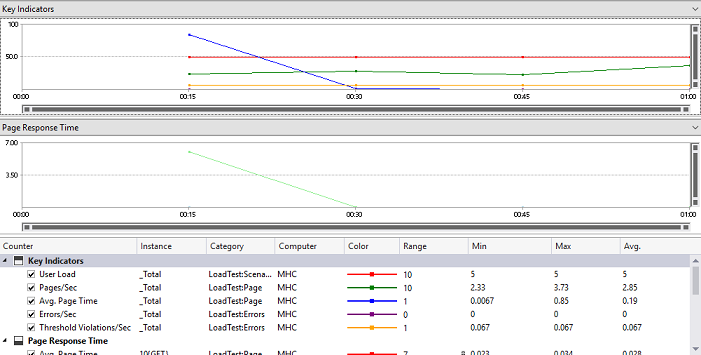 Key Indicators
100
50.0
00:00 00:15 00:30 00:45 01:00
Page Response Time
7.00
3.50
00:00 00:15 00:30 00:45 01:00
Counter Instance Category Computer Color Range Min Max Avg.
Key Indicators
User Load _Total LoadTest:Scena... MHC 10 5 5 5
Pages/Sec _Total LoadTest:Page MHC 10 2.33 3.73 2.85
Avg. Page Time _Total LoadTest:Page MHC 1 0.0067 0.85 0.19
Errors/Sec _Total LoadTest:Errors MHC 0 0 0 0
Threshold Violations/Sec _Total LoadTest:Errors MHC 1 0.067 0.067 0.067
Page Response Time
Avg. Page Time 10(GET) LoadTest:Page MHC 7 0.023 0.034 0.028